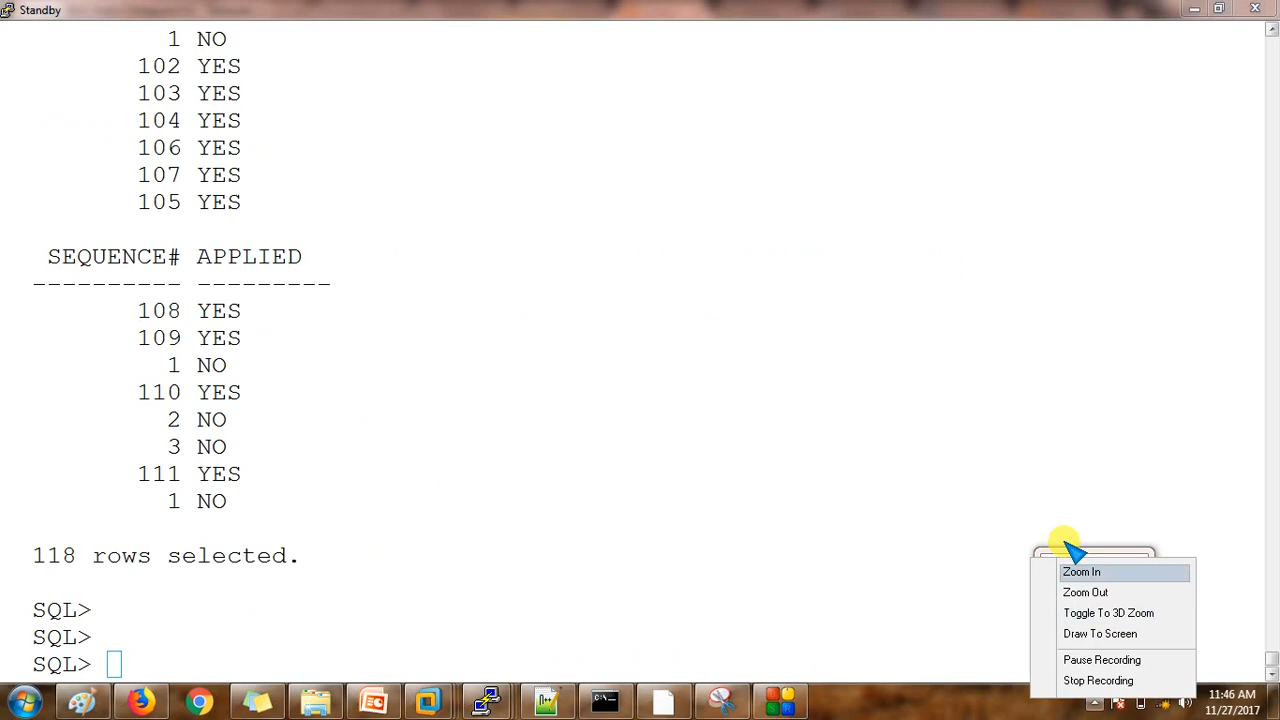 Standby
1 NO
102 YES
103 YES
104 YES
106 YES
107 YES
105 YES
SEQUENCE# APPLIED
---------- ---------
108 YES
109 YES
1 NO
110 YES
2 NO
3 NO
111 YES
1 NO
118 rows selected.
SQL>
SQL>
SQL>
Zoom In
Zoom Out
Toggle To 3D Zoom
Draw To Screen
Pause Recording
Stop Recording
11:46 AM
11/27/2017